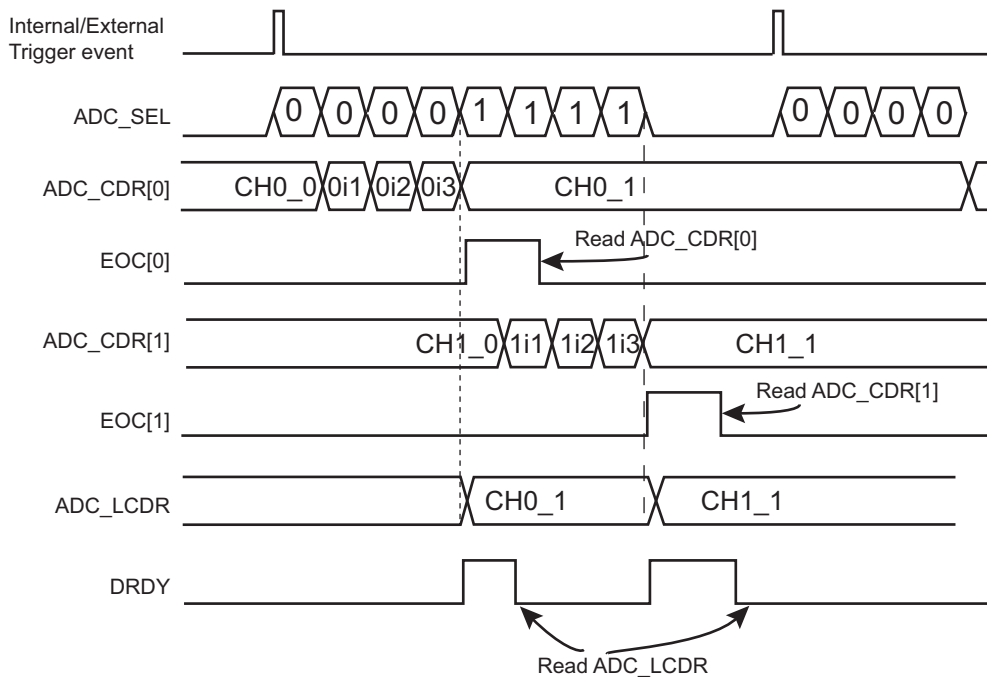 Internal/External
Trigger event
ADC_SEL
0 0 0 0 1 1 1 1 0 0 0 0
ADC_CDR[0]
CH0_0 0i1 0i2 0i3 CH0_1
EOC[0]
Read ADC_CDR[0]
ADC_CDR[1]
CH1_0 1i1 1i2 1i3 CH1_1
EOC[1]
Read ADC_CDR[1]
ADC_LCDR
CH0_1 CH1_1
DRDY
Read ADC_LCDR